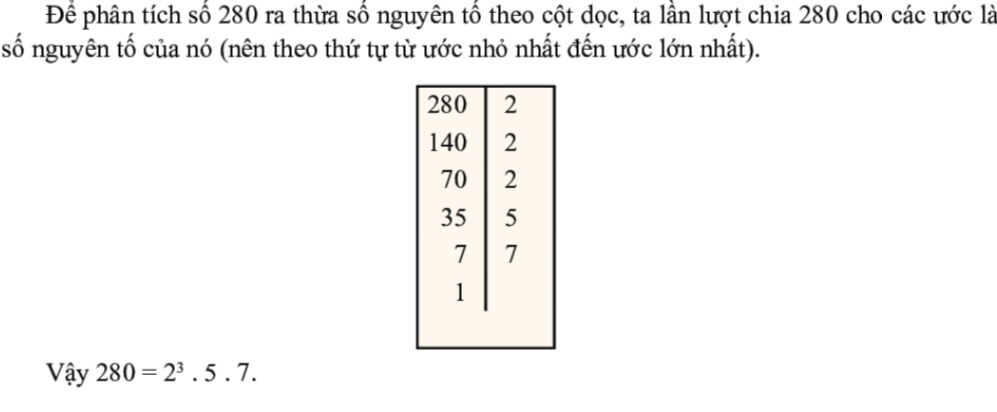 Để phân tích số 280 ra thừa số nguyên tố theo cột dọc, ta lần lượt chia 280 cho các ước là
số nguyên tố của nó (nên theo thứ tự từ ước nhỏ nhất đến ước lớn nhất).
280 2
140 2
70 2
35 5
7 7
1
Vậy 280 = 2³ . 5 . 7.